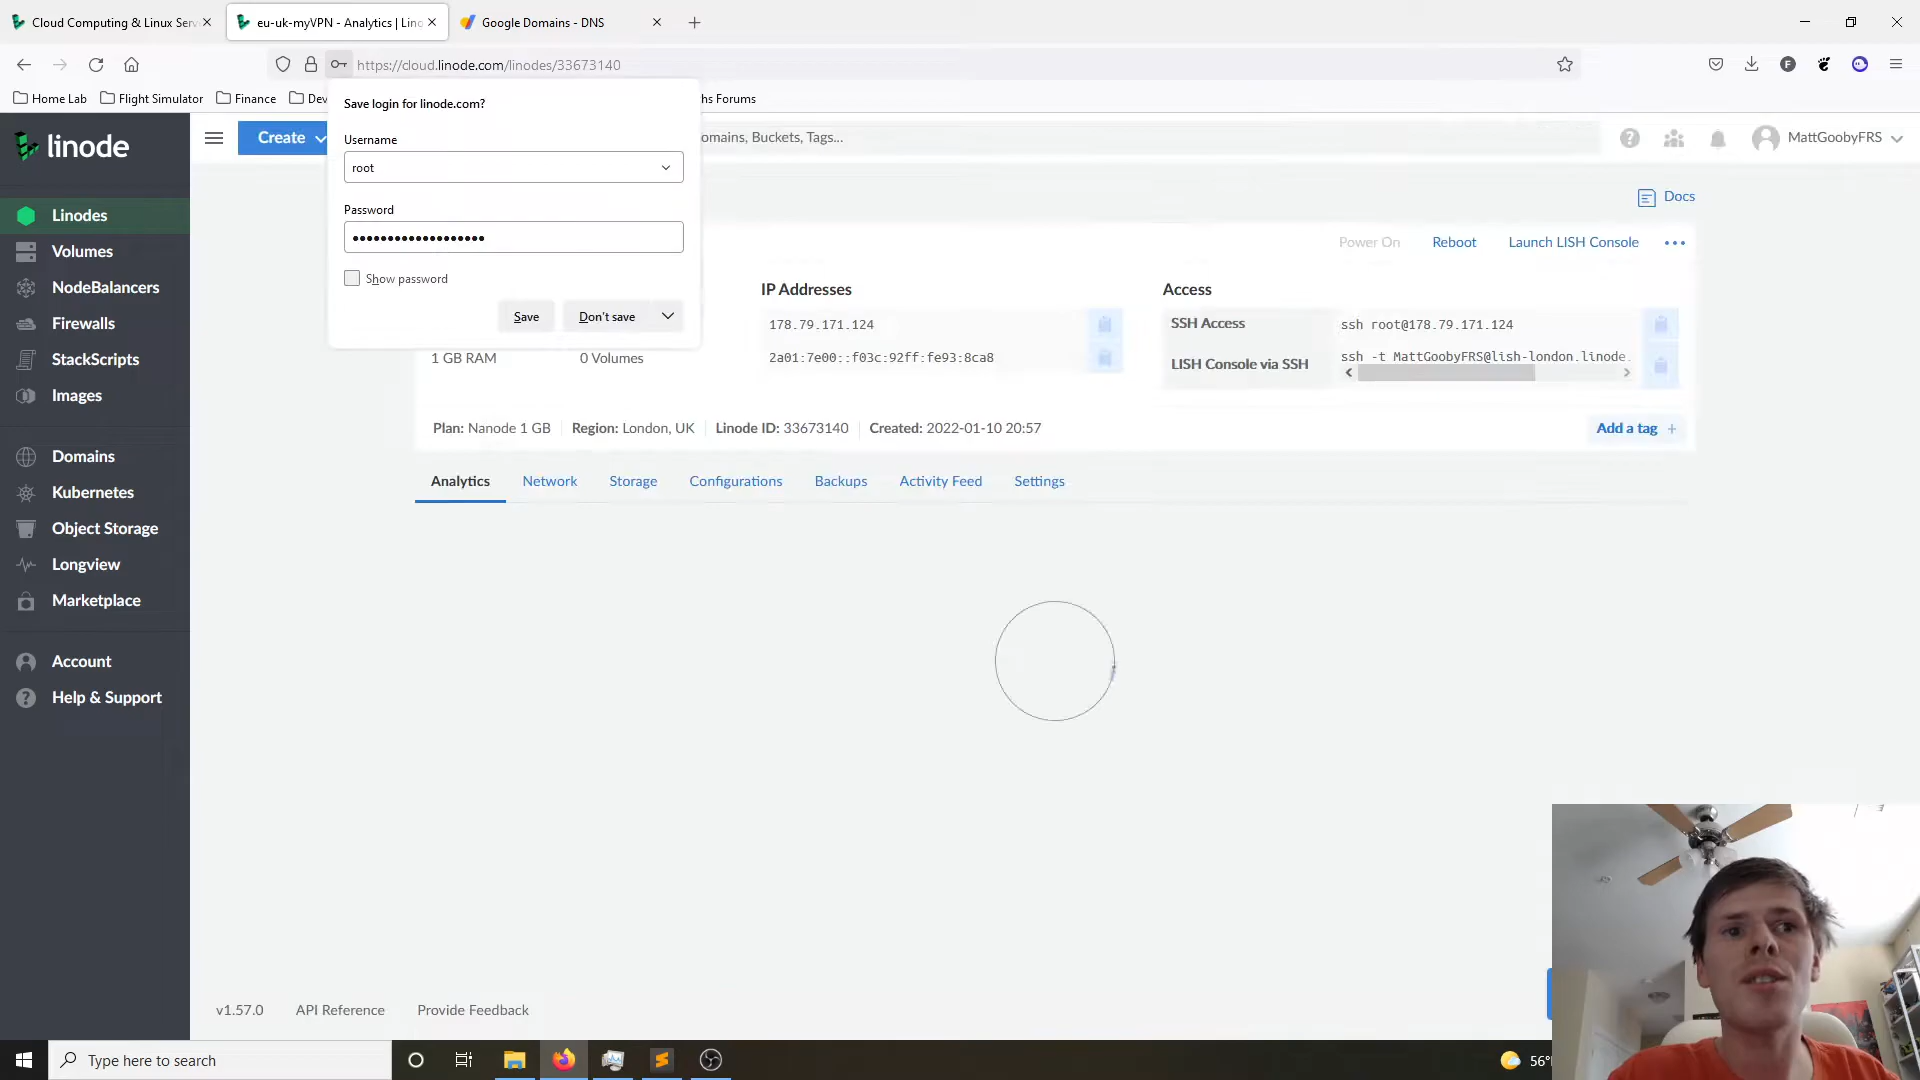 Cloud Computing & Linux Serv
eu-uk-myVPN - Analytics | Lino
Google Domains - DNS
https://cloud.linode.com/linodes/33673140
Home Lab
Flight Simulator
Finance
Dev
hs Forums
Save login for linode.com?
Username
root
Password
Show password
Save
Don't save
linode
Create
omains, Buckets, Tags...
MattGoobyFRS
Linodes
Volumes
NodeBalancers
Firewalls
StackScripts
Images
Domains
Kubernetes
Object Storage
Longview
Marketplace
Account
Help & Support
Docs
Power On
Reboot
Launch LISH Console
1 GB RAM
0 Volumes
IP Addresses
178.79.171.124
2a01:7e00::f03c:92ff:fe93:8ca8
Access
SSH Access
ssh root@178.79.171.124
LISH Console via SSH
ssh -t MattGoobyFRS@lish-london.linode.
Plan: Nanode 1 GB
Region: London, UK
Linode ID: 33673140
Created: 2022-01-10 20:57
Add a tag +
Analytics
Network
Storage
Configurations
Backups
Activity Feed
Settings
v1.57.0
API Reference
Provide Feedback
Type here to search
56°F